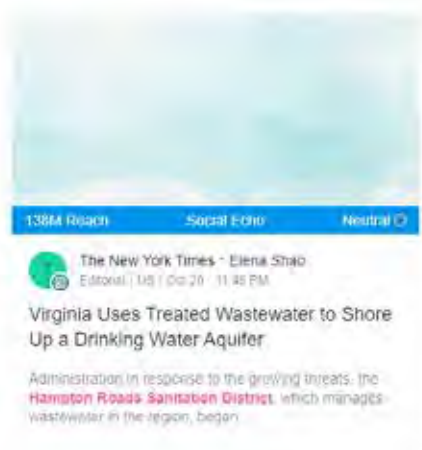 138M Reach Social Echo Neutral
The New York Times - Elena Shao
Editorial | US | Oct 20 - 11:45 PM
Virginia Uses Treated Wastewater to Shore
Up a Drinking Water Aquifer
Administration in response to the growing threats, the
Hampton Roads Sanitation District, which manages
wastewater in the region, began